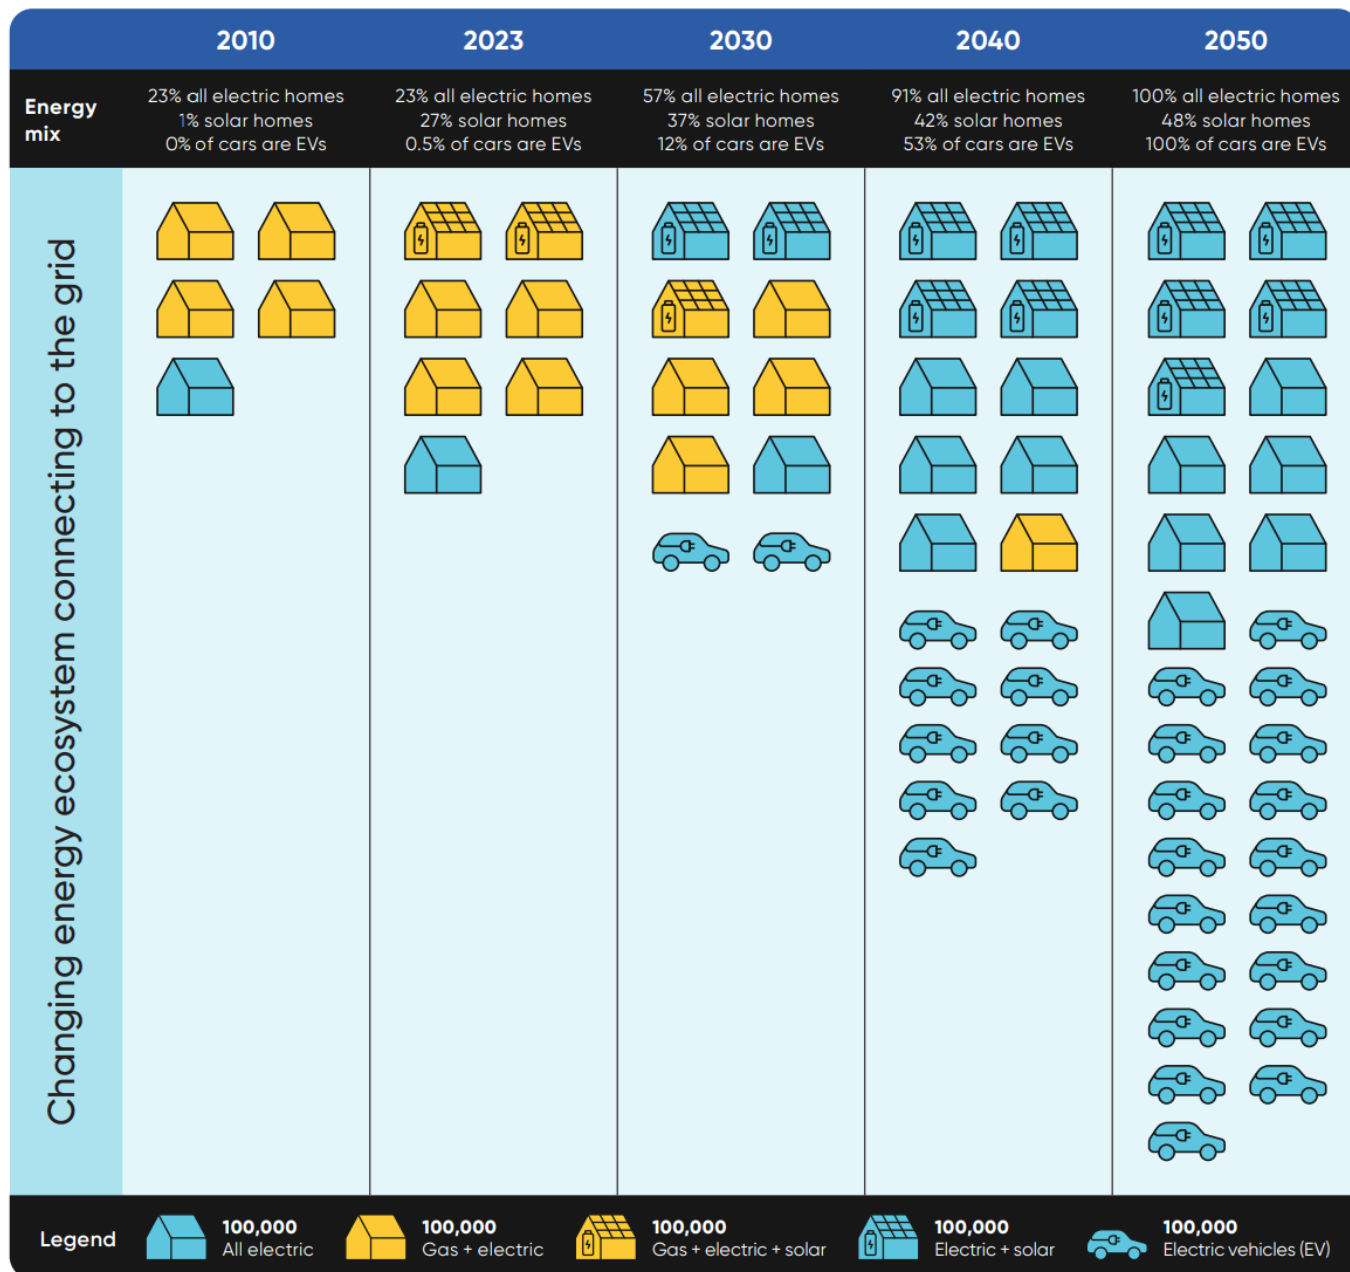 2010
2023
2030
2040
2050
Energy
mix
23% all electric homes
1% solar homes
0% of cars are EVs
23% all electric homes
27% solar homes
0.5% of cars are EVs
57% all electric homes
37% solar homes
12% of cars are EVs
91% all electric homes
42% solar homes
53% of cars are EVs
100% all electric homes
48% solar homes
100% of cars are EVs
Changing energy ecosystem connecting to the grid
Legend
100,000
All electric
100,000
Gas + electric
100,000
Gas + electric + solar
100,000
Electric + solar
100,000
Electric vehicles (EV)